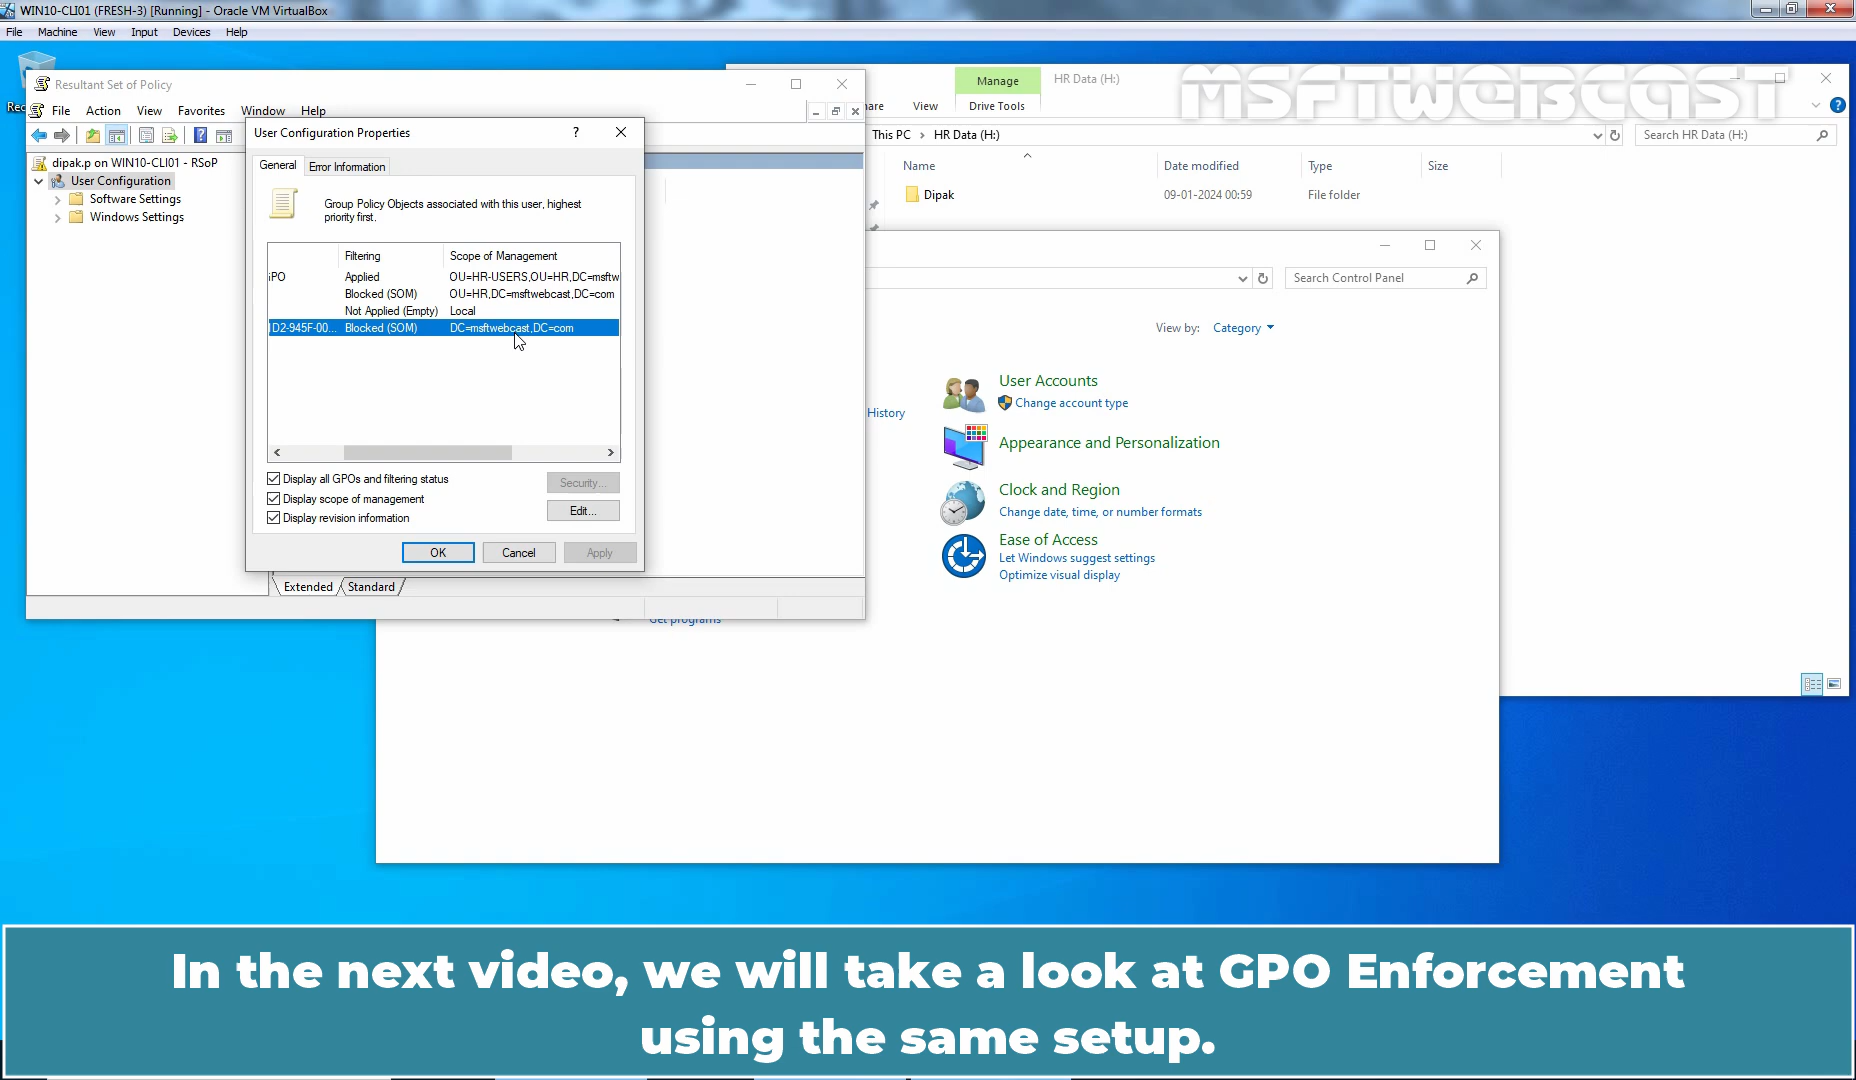 WIN10-CLI01 (FRESH-3) [Running] - Oracle VM VirtualBox
File Machine View Input Devices Help
Resultant Set of Policy
File Action View Favorites Window Help
dipak.p on WIN10-CLI01 - RSoP
User Configuration
Software Settings
Windows Settings
Extended Standard
User Configuration Properties
General Error Information
Group Policy Objects associated with this user, highest
priority first.
Filtering Scope of Management
Applied OU=HR-USERS,OU=HR,DC=msftw
Blocked (SOM) OU=HR,DC=msftwebcast,DC=com
Not Applied (Empty) Local
D2-945F-00... Blocked (SOM) DC=msftwebcast,DC=com
Display all GPOs and filtering status
Security...
Display scope of management
Edit...
Display revision information
OK Cancel Apply
Manage HR Data (H:)
View Drive Tools
MSFTWEBCAST
This PC > HR Data (H:)
Search HR Data (H:)
Name Date modified Type Size
Dipak 09-01-2024 00:59 File folder
Search Control Panel
View by: Category
History
User Accounts
Change account type
Appearance and Personalization
Clock and Region
Change date, time, or number formats
Ease of Access
Let Windows suggest settings
Optimize visual display
Get programs
In the next video, we will take a look at GPO Enforcement
using the same setup.